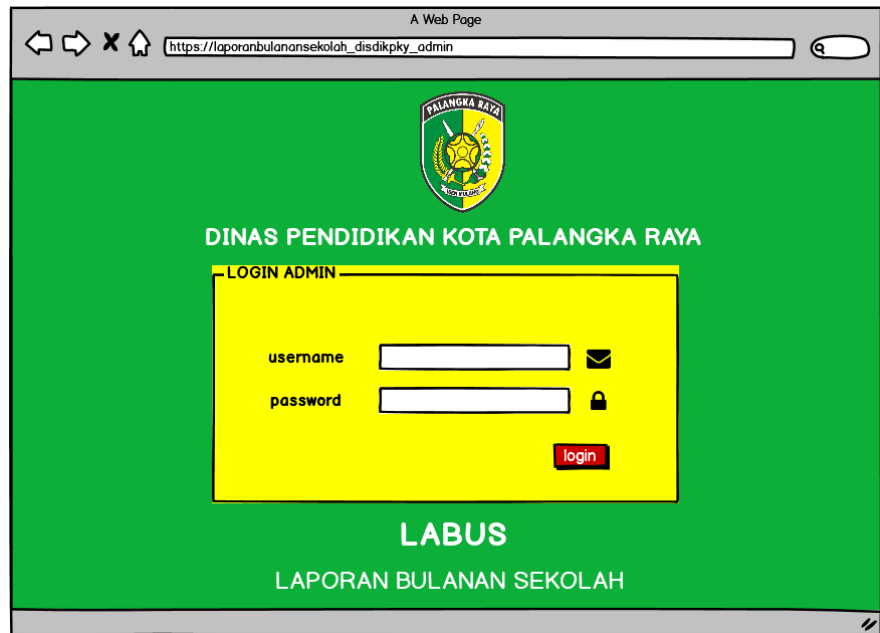 A Web Page
https://laporanbulanansekolah_disdikpky_admin
PALANGKA RAYA
DINAS PENDIDIKAN KOTA PALANGKA RAYA
LOGIN ADMIN
username
password
login
LABUS
LAPORAN BULANAN SEKOLAH